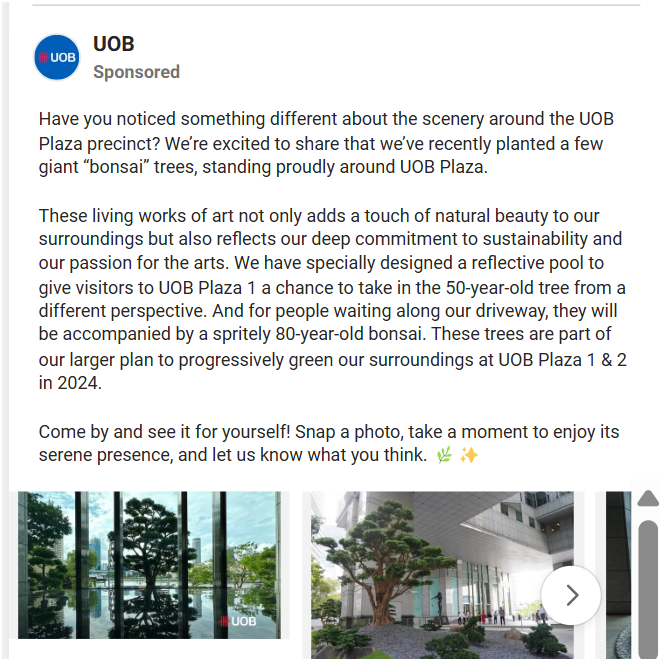 UOB
UOB
Sponsored
Have you noticed something different about the scenery around the UOB
Plaza precinct? We’re excited to share that we’ve recently planted a few
giant “bonsai” trees, standing proudly around UOB Plaza.
These living works of art not only adds a touch of natural beauty to our
surroundings but also reflects our deep commitment to sustainability and
our passion for the arts. We have specially designed a reflective pool to
give visitors to UOB Plaza 1 a chance to take in the 50-year-old tree from a
different perspective. And for people waiting along our driveway, they will
be accompanied by a spritely 80-year-old bonsai. These trees are part of
our larger plan to progressively green our surroundings at UOB Plaza 1 & 2
in 2024.
Come by and see it for yourself! Snap a photo, take a moment to enjoy its
serene presence, and let us know what you think. 🌿 ✨
UOB